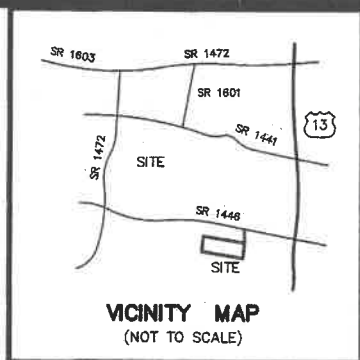 SR 1603
SR 1472
SR 1601
13
SR 1441
SR 1472
SITE
SR 1446
SITE
VICINITY MAP
(NOT TO SCALE)